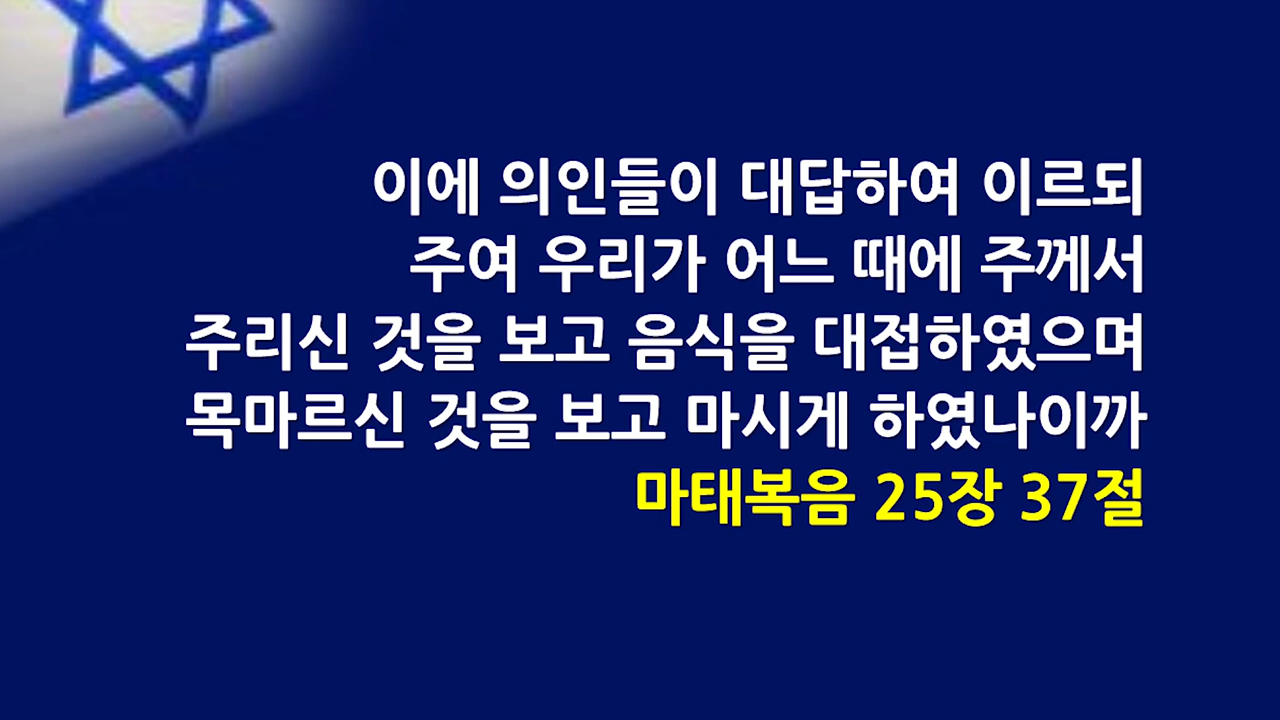 이에 의인들이 대답하여 이르되
주여 우리가 어느 때에 주께서
주리신 것을 보고 음식을 대접하였으며
목마르신 것을 보고 마시게 하였나이까
마태복음 25장 37절